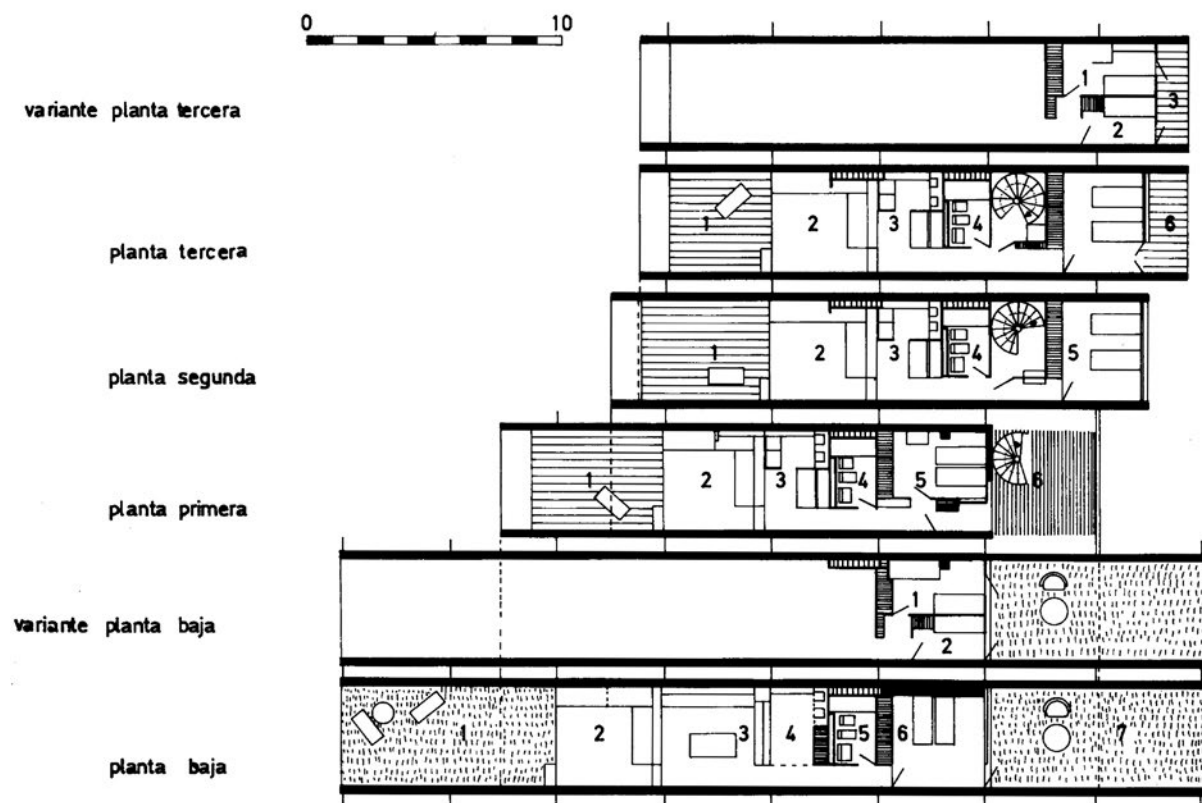 0 10
variante planta tercera
1
3
2
planta tercera
1 2 3 4 6
planta segunda
1 2 3 4 5
planta primera
1 2 3 4 5 6
variante planta baja
1
2
planta baja
1 2 3 4 5 6 7